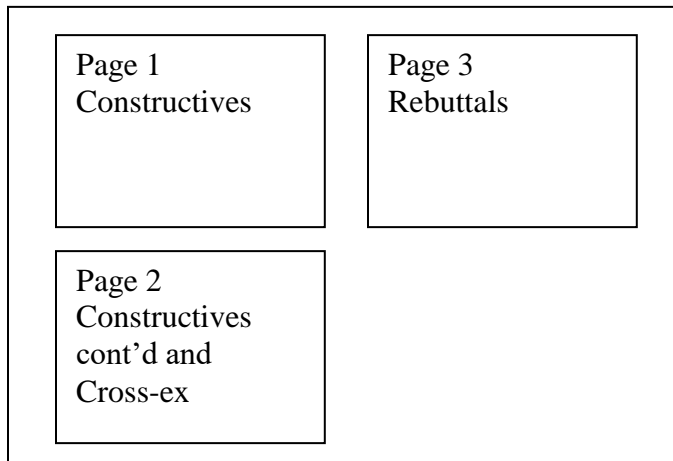 Page 1
Constructives
Page 2
Constructives
cont’d and
Cross-ex
Page 3
Rebuttals